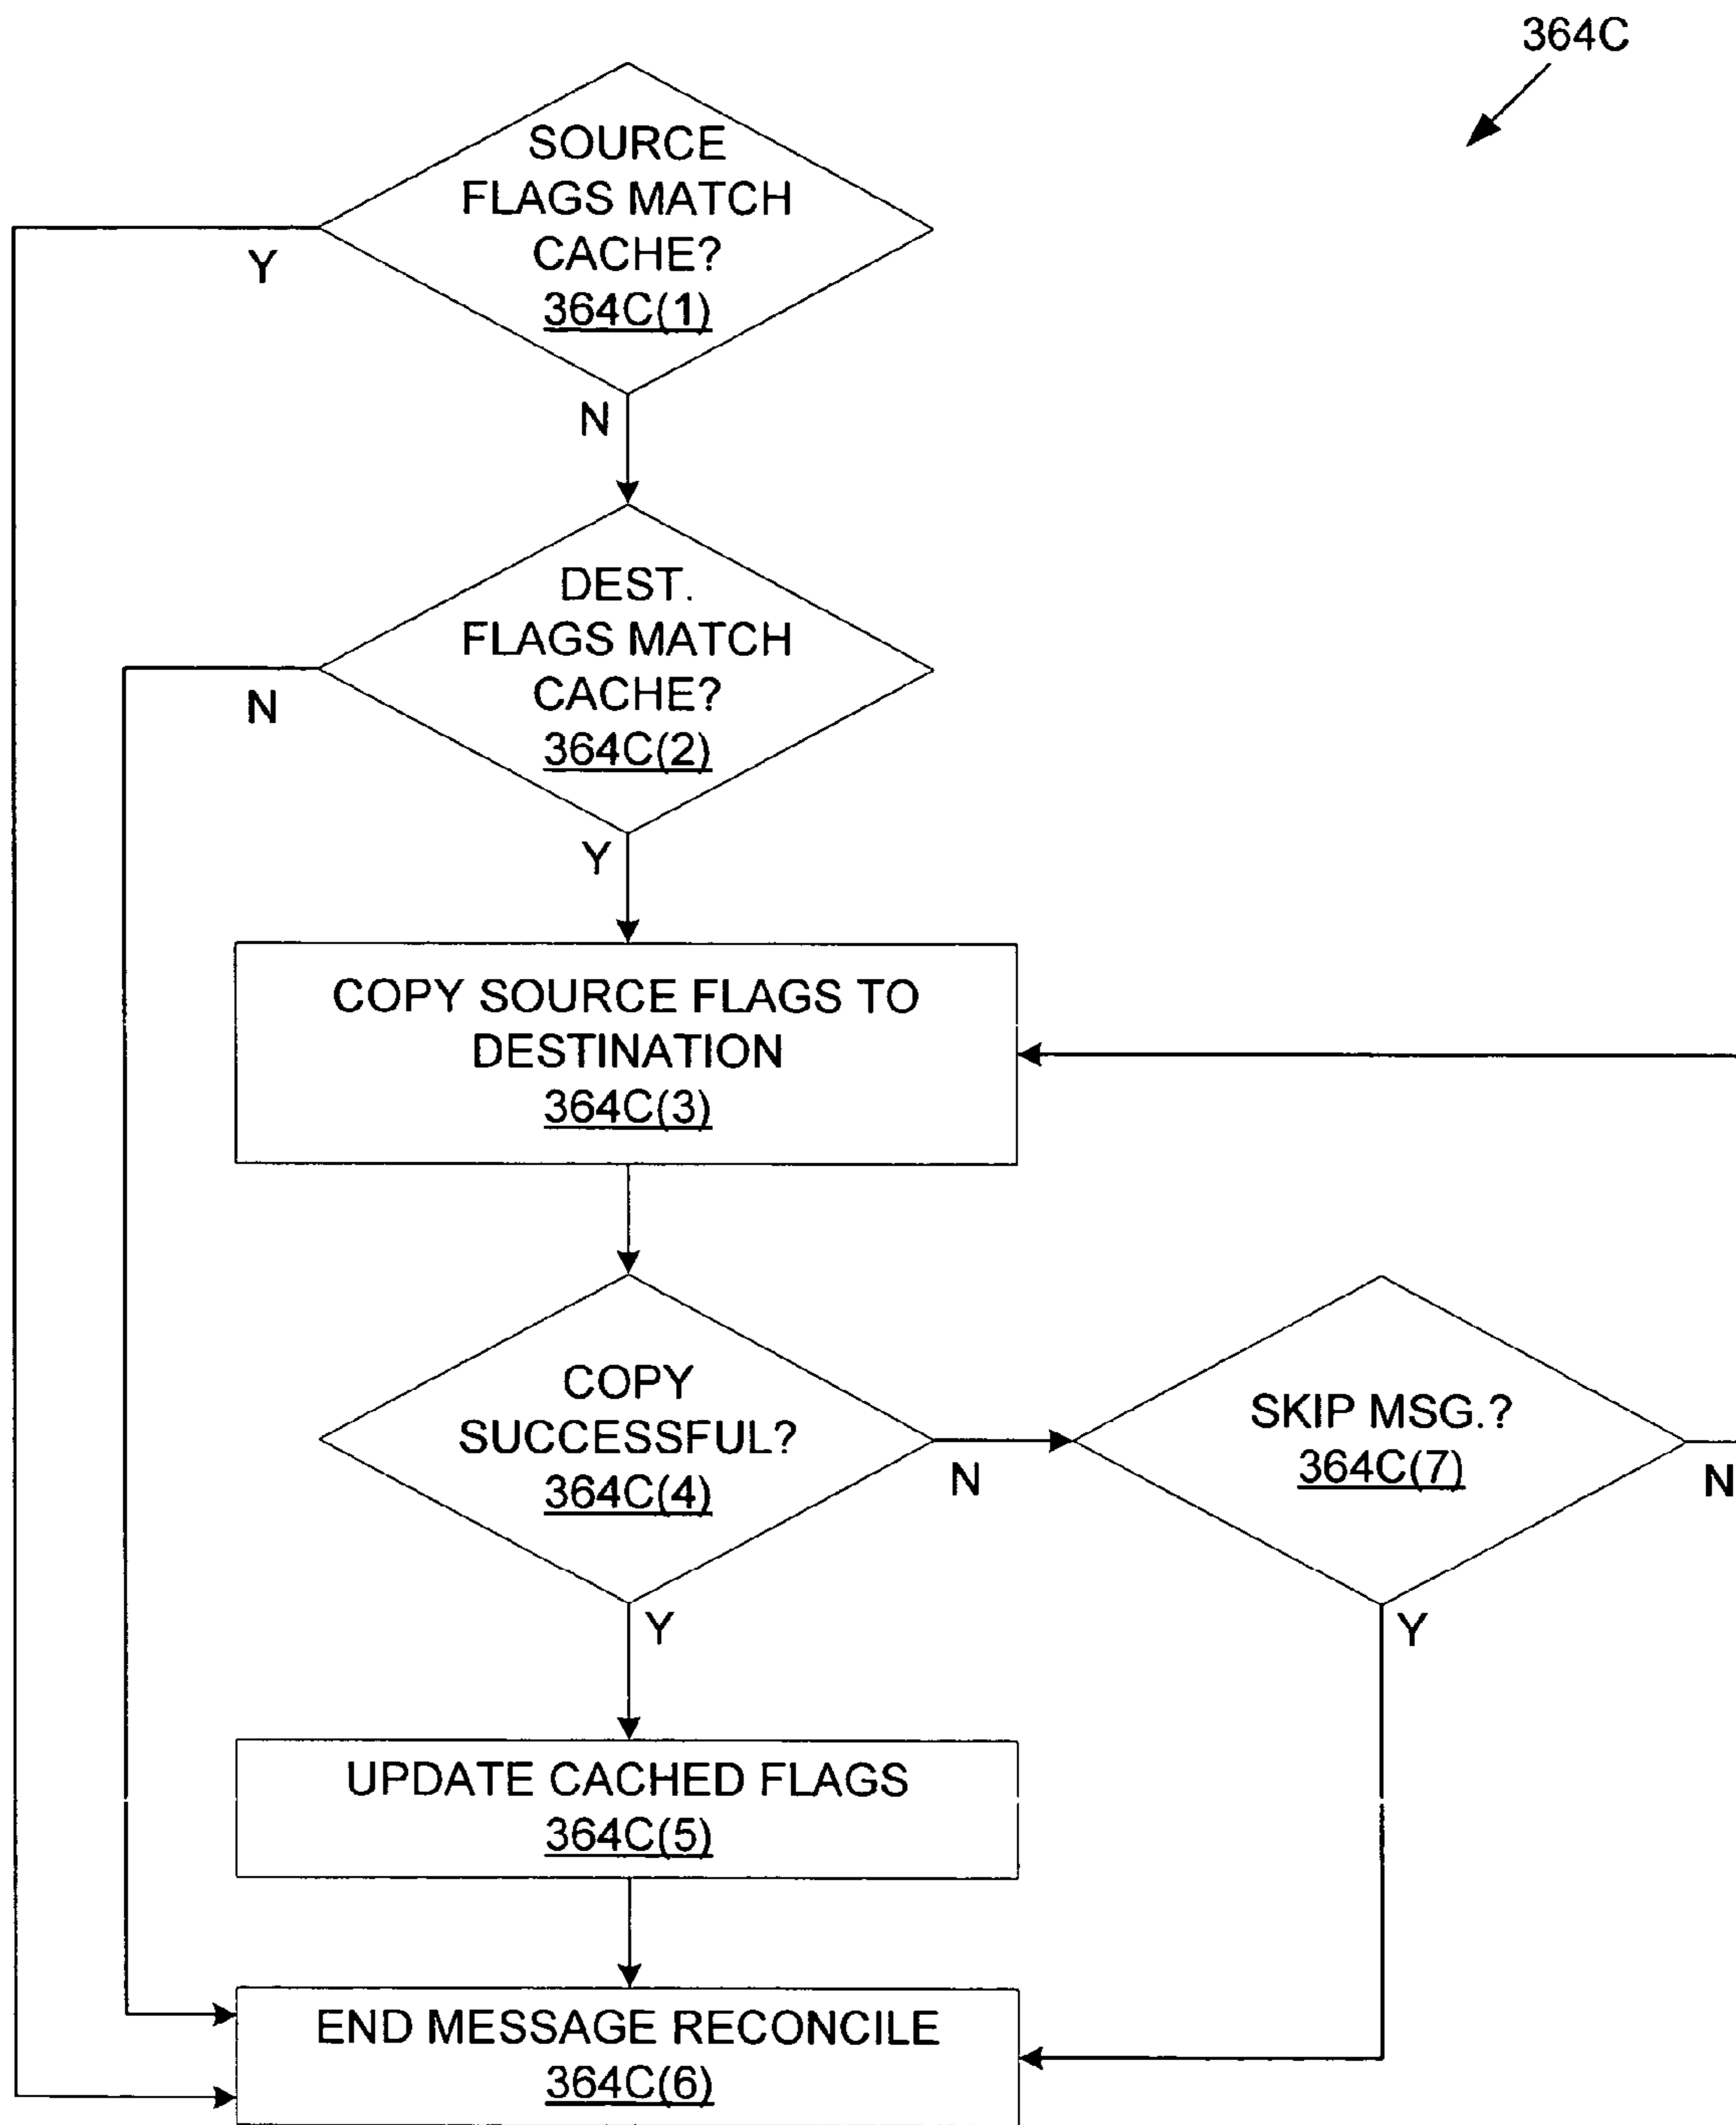 364C
SOURCE
FLAGS MATCH
CACHE?
364C(1)
Y
N
DEST.
FLAGS MATCH
CACHE?
364C(2)
N
Y
COPY SOURCE FLAGS TO
DESTINATION
364C(3)
COPY
SUCCESSFUL?
364C(4)
N
SKIP MSG.?
364C(7)
N
Y
Y
UPDATE CACHED FLAGS
364C(5)
END MESSAGE RECONCILE
364C(6)